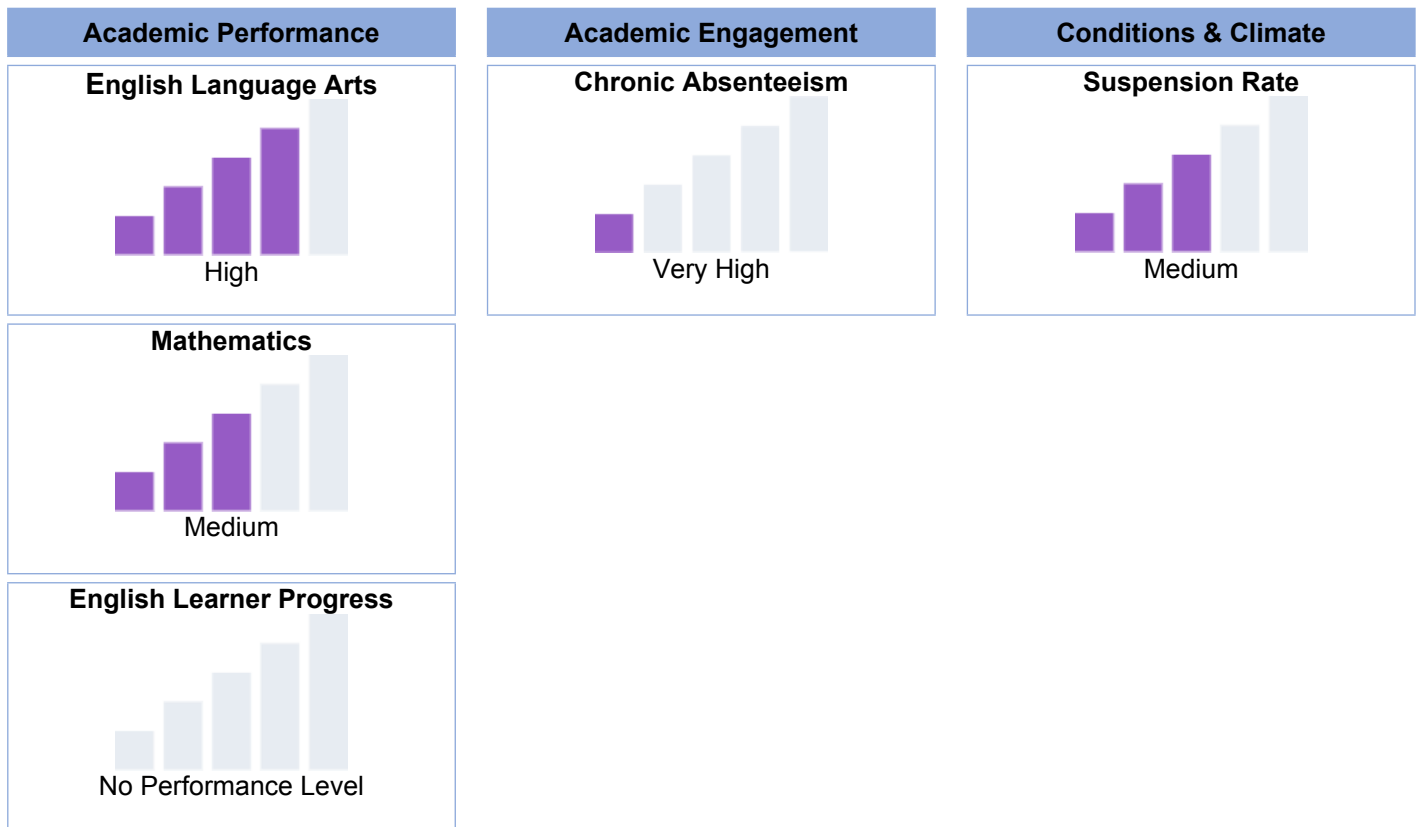 Academic Performance
Academic Engagement
Conditions & Climate
English Language Arts
High
Chronic Absenteeism
Very High
Suspension Rate
Medium
Mathematics
Medium
English Learner Progress
No Performance Level